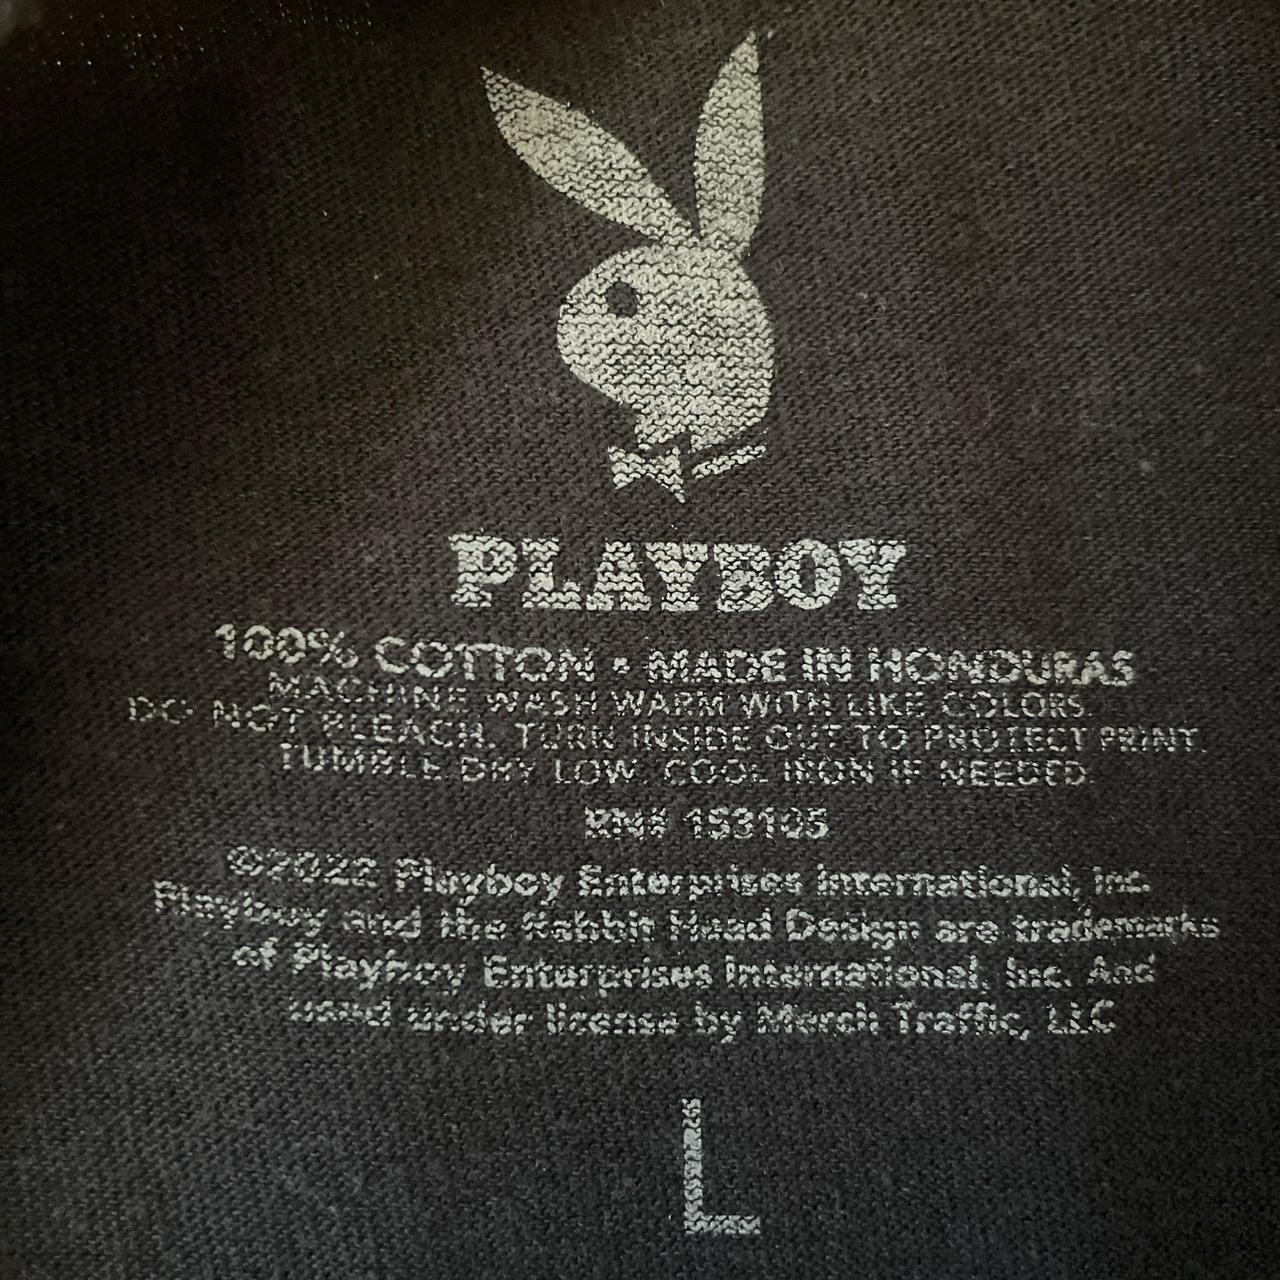 PLAYBOY
100% COTTON • MADE IN HONDURAS
MACHINE WASH WARM WITH LIKE COLORS.
DO NOT BLEACH. TURN INSIDE OUT TO PROTECT PRINT.
TUMBLE DRY LOW. COOL IRON IF NEEDED.
RN# 153105
©2022 Playboy Enterprises International, Inc.
Playboy and the Rabbit Head Design are trademarks
of Playboy Enterprises International, Inc. And
used under license by Merch Traffic, LLC
L